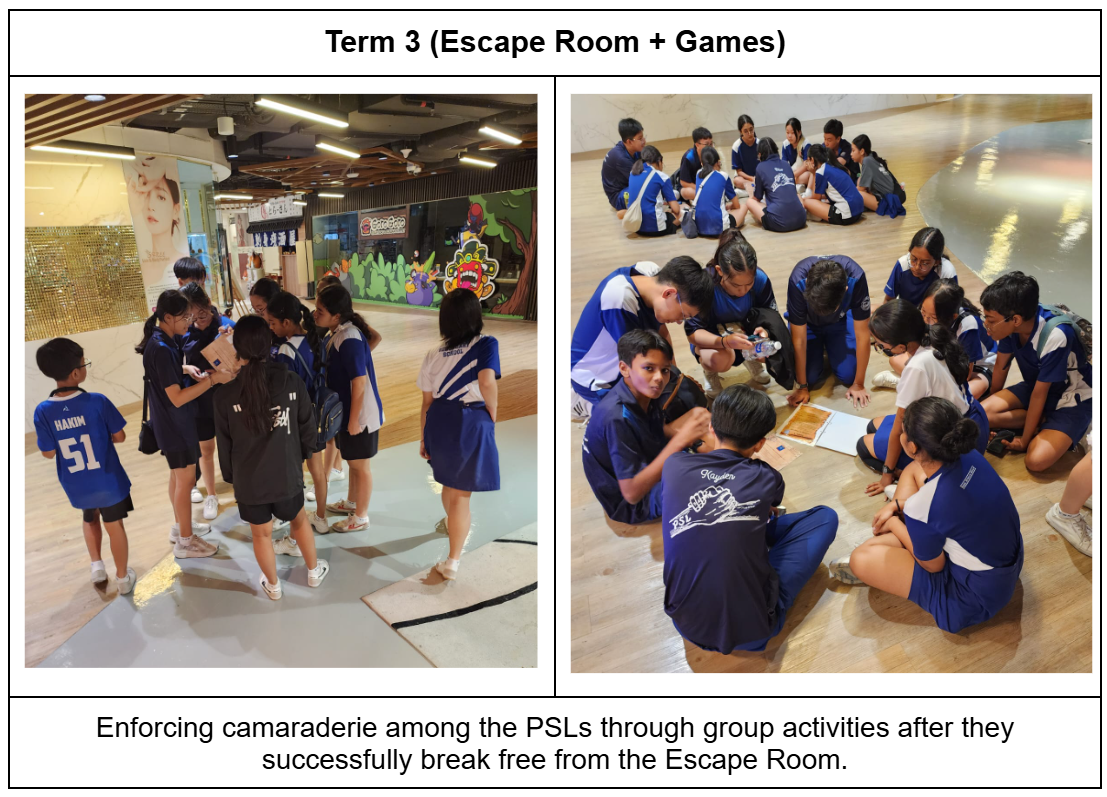 Term 3 (Escape Room + Games)
HAKIM
51
SCHOOL
Kayden
PSL
Enforcing camaraderie among the PSLs through group activities after they
successfully break free from the Escape Room.